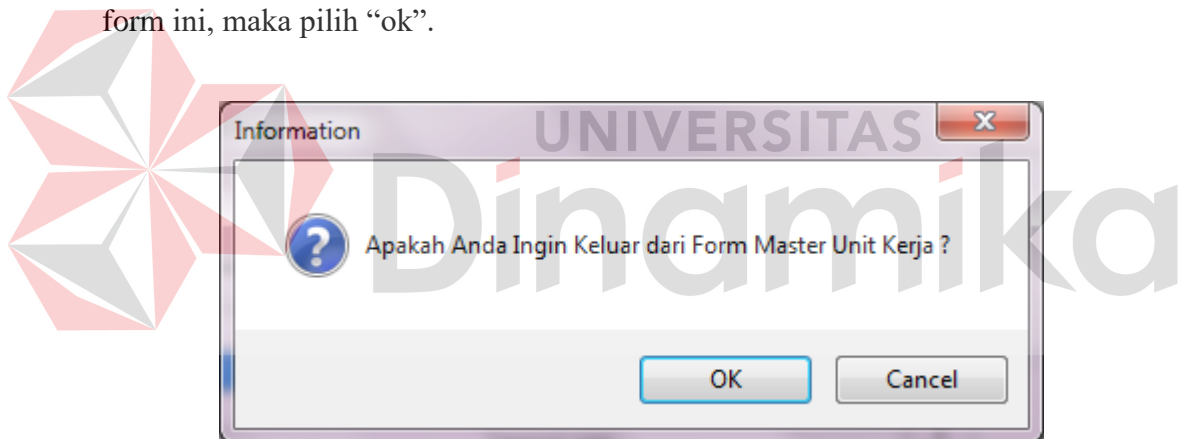 form ini, maka pilih “ok”.
Information
UNIVERSITAS
Dinamika
Apakah Anda Ingin Keluar dari Form Master Unit Kerja ?
OK
Cancel